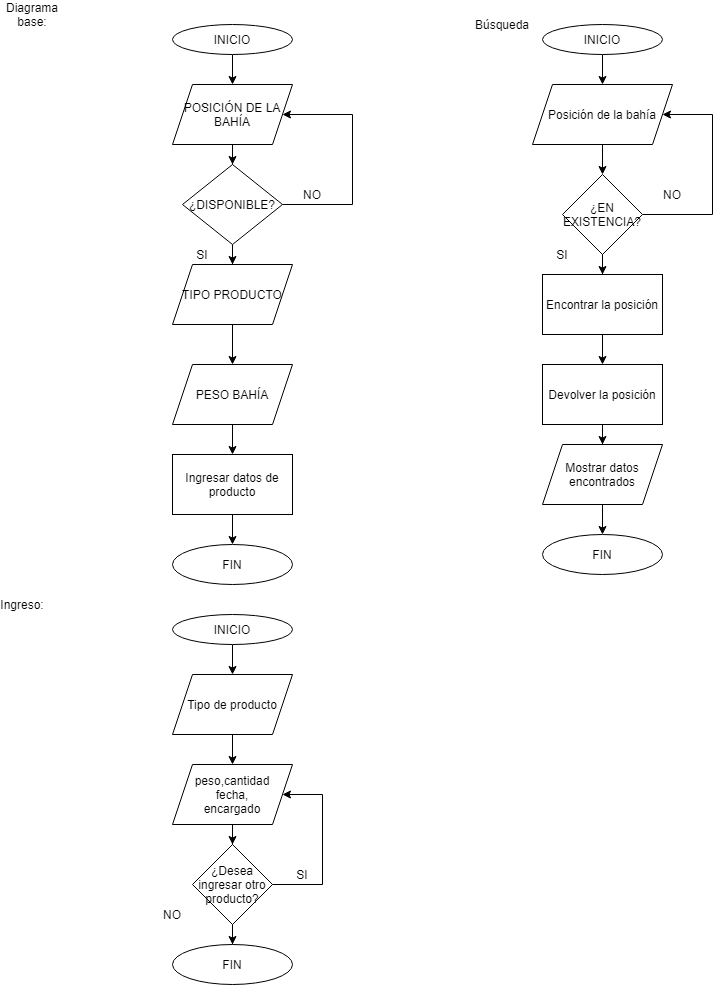 Diagrama
base:
INICIO
POSICIÓN DE LA
BAHÍA
¿DISPONIBLE?
NO
SI
TIPO PRODUCTO
PESO BAHÍA
Ingresar datos de
producto
FIN
Búsqueda
INICIO
Posición de la bahía
¿EN
EXISTENCIA?
NO
SI
Encontrar la posición
Devolver la posición
Mostrar datos
encontrados
FIN
Ingreso:
INICIO
Tipo de producto
peso,cantidad
fecha,
encargado
¿Desea
ingresar otro
producto?
SI
NO
FIN